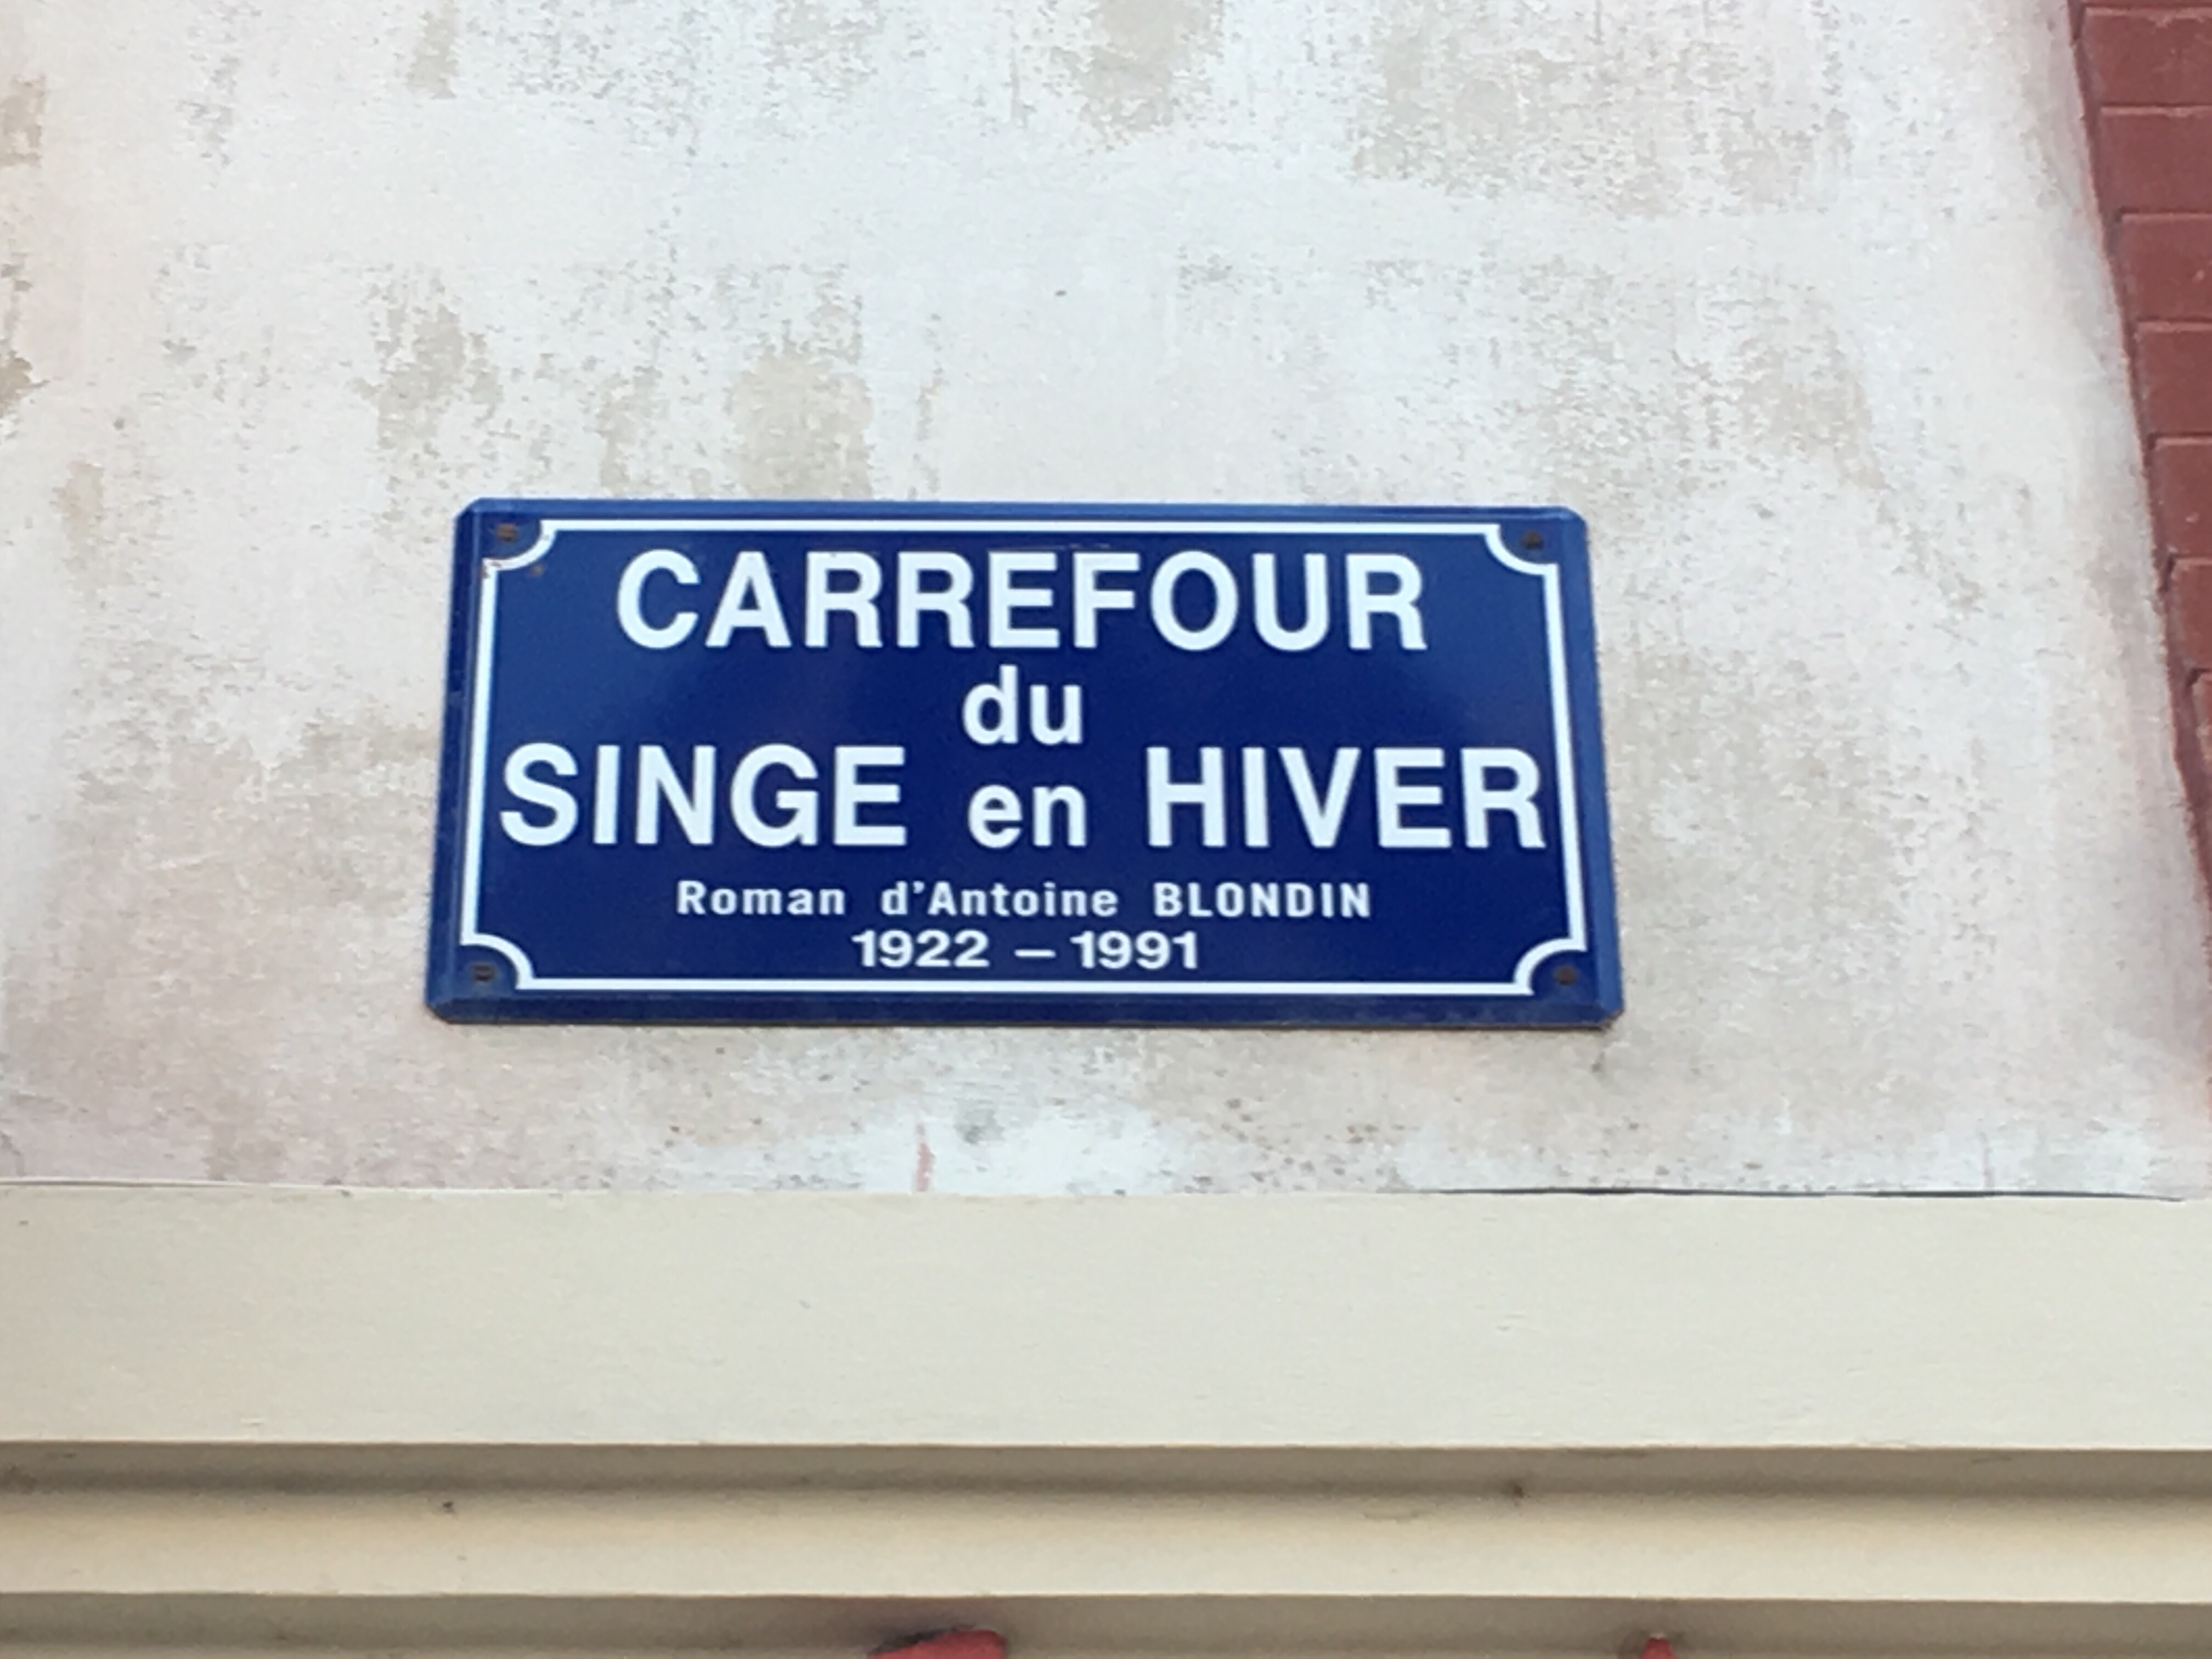 CARREFOUR
du
SINGE en HIVER
Roman d'Antoine BLONDIN
1922 – 1991